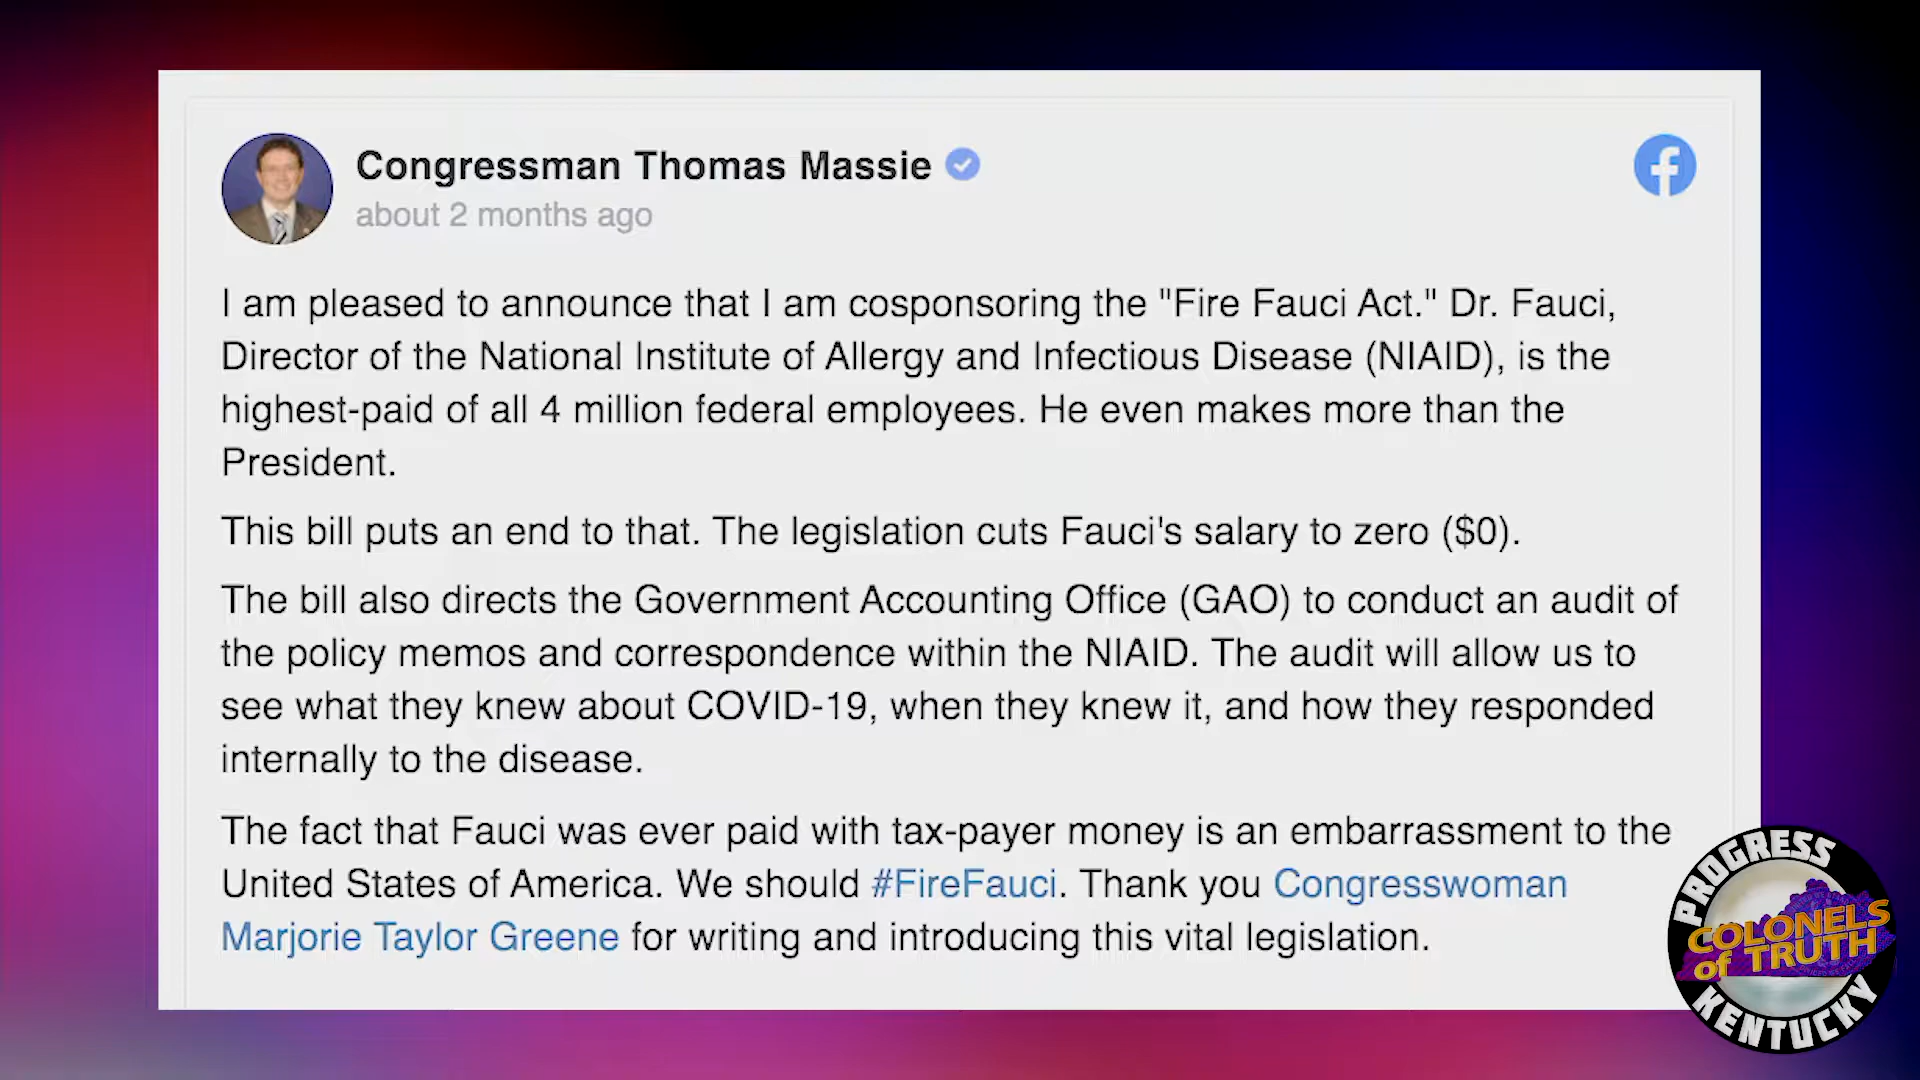 Congressman Thomas Massie
about 2 months ago
I am pleased to announce that I am cosponsoring the "Fire Fauci Act." Dr. Fauci,
Director of the National Institute of Allergy and Infectious Disease (NIAID), is the
highest-paid of all 4 million federal employees. He even makes more than the
President.
This bill puts an end to that. The legislation cuts Fauci's salary to zero ($0).
The bill also directs the Government Accounting Office (GAO) to conduct an audit of
the policy memos and correspondence within the NIAID. The audit will allow us to
see what they knew about COVID-19, when they knew it, and how they responded
internally to the disease.
The fact that Fauci was ever paid with tax-payer money is an embarrassment to the
United States of America. We should #FireFauci. Thank you Congresswoman
Marjorie Taylor Greene for writing and introducing this vital legislation.
PROGRESS
COLONELS
of TRUTH
KENTUCKY